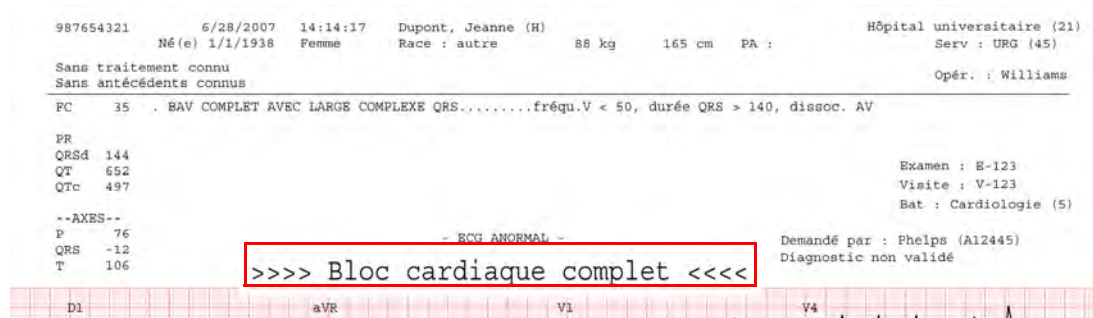 987654321 6/28/2007 14:14:17 Dupont, Jeanne (H) Hôpital universitaire (21)
Né(e) 1/1/1938 Femme Race : autre 88 kg 165 cm PA : Serv : URG (45)
Sans traitement connu
Sans antécédents connus Opér. : Williams
FC 35 . BAV COMPLET AVEC LARGE COMPLEXE QRS.........fréqu.V < 50, durée QRS > 140, dissoc. AV
PR
QRSd 144
QT 652 Examen : E-123
QTc 497 Visite : V-123
Bat : Cardiologie (5)
--AXES--
P 76 - ECG ANORMAL - Demandé par : Phelps (A12445)
QRS -12 Diagnostic non validé
T 106 >>>> Bloc cardiaque complet <<<<
D1 aVR V1 V4